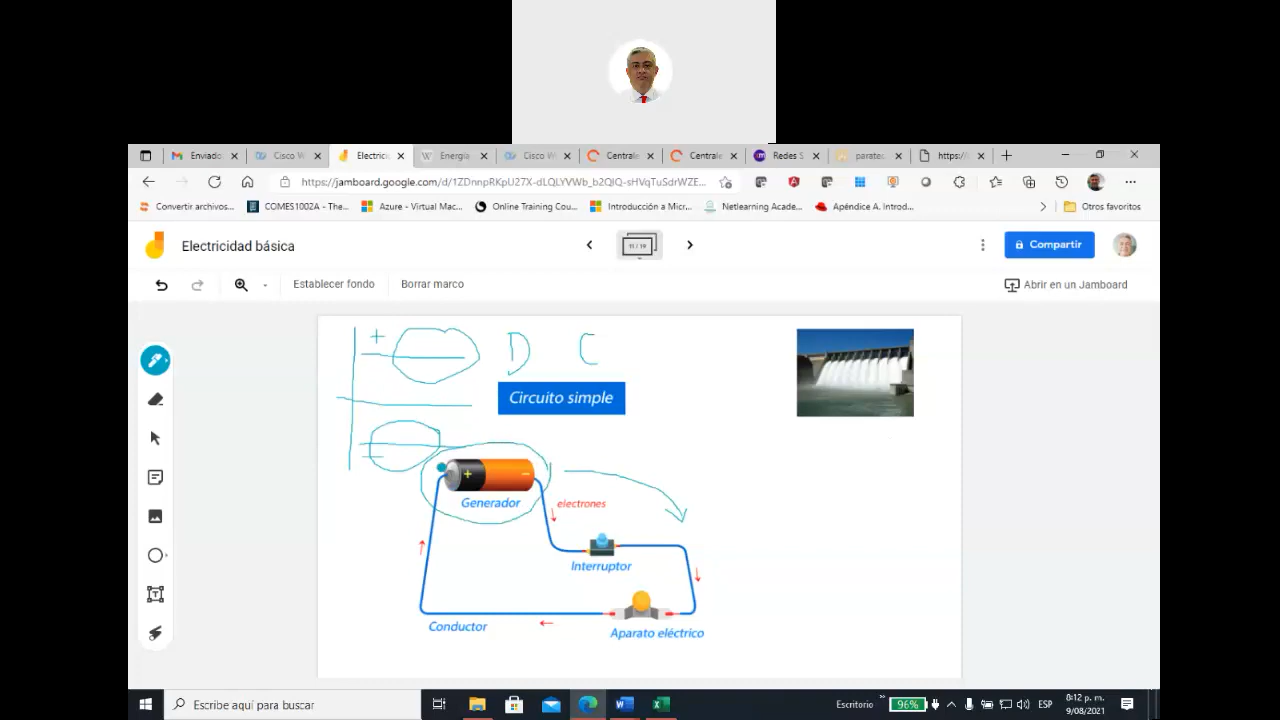 Enviado
Cisco W
Electrici
Energía
Cisco W
Centrale
Centrale
Redes S
paratec
https:/
https://jamboard.google.com/d/1ZDnnpRKpU27X-dLQLYVWb_b2QIQ-sHVqTuSdrWZE...
Convertir archivos...
COMES1002A - The...
Azure - Virtual Mac...
Online Training Cou...
Introducción a Micr...
Netlearning Acade...
Apéndice A. Introd...
Otros favoritos
Electricidad básica
11 / 19
Compartir
Establecer fondo
Borrar marco
Abrir en un Jamboard
+ D C
Circuito simple
+ −
Generador
electrones
Interruptor
Conductor
Aparato eléctrico
Escribe aquí para buscar
Escritorio
96%
ESP
8:12 p. m.
9/08/2021